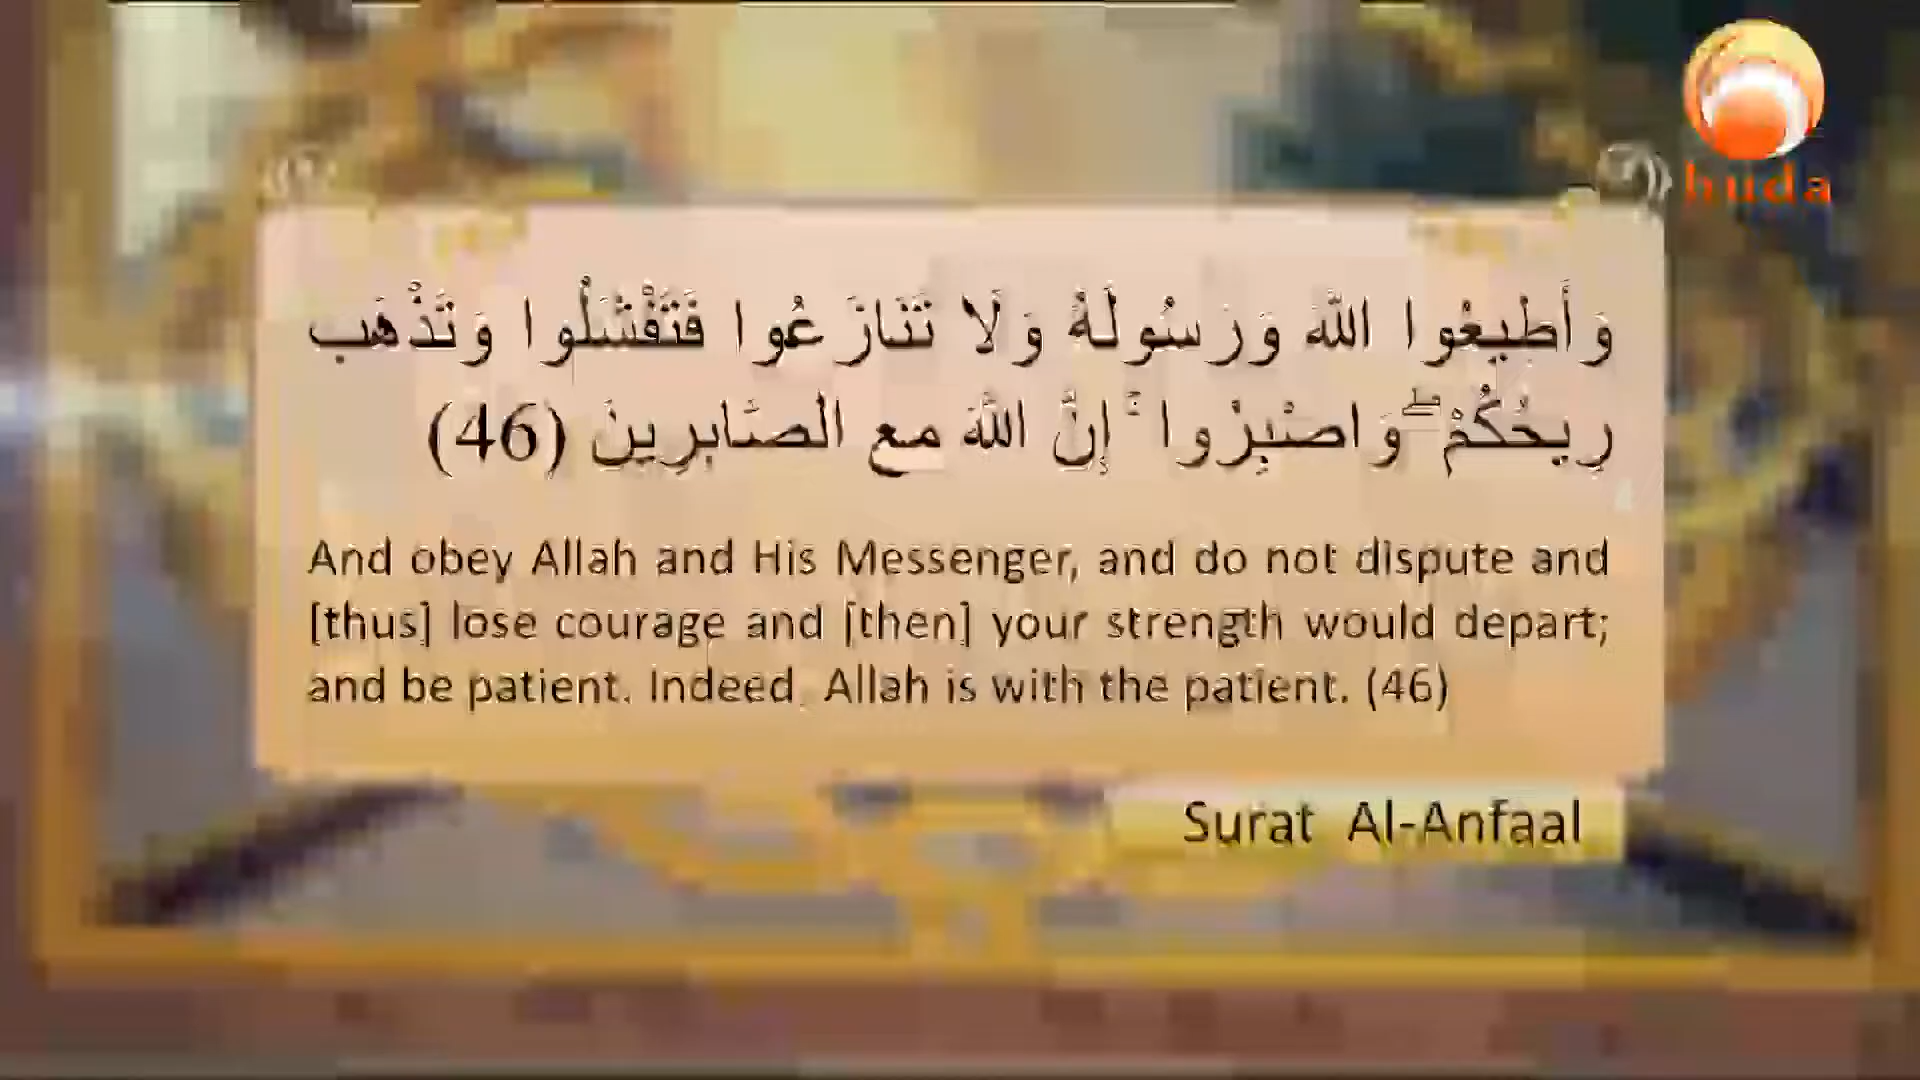 huda
وَأَطِيعُوا اللَّهَ وَرَسُولَهُ وَلَا تَنَازَعُوا فَتَفْشَلُوا وَتَذْهَب
رِيحُكُمْ ۖ وَاصْبِرُوا ۚ إِنَّ اللَّهَ مع الصَّابِرِينَ (46)
And obey Allah and His Messenger, and do not dispute and
[thus] lose courage and [then] your strength would depart;
and be patient. Indeed, Allah is with the patient. (46)
Surat Al-Anfaal